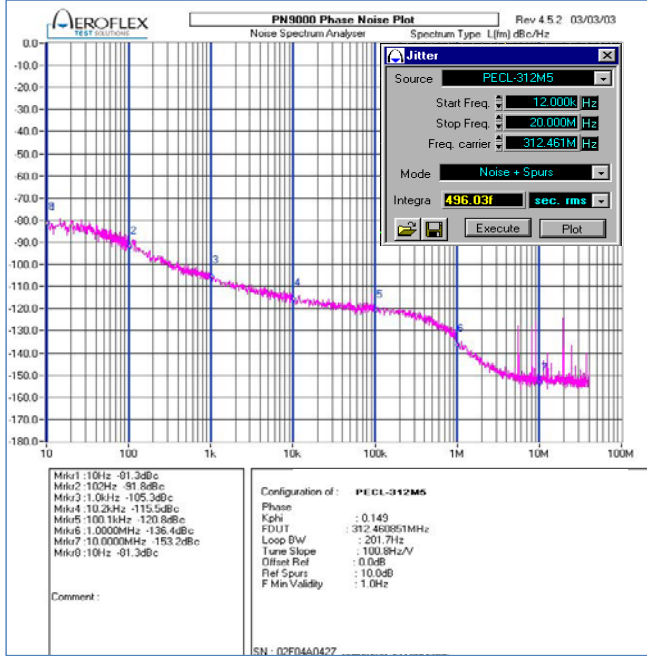 AEROFLEX
TEST SOLUTIONS
PN9000 Phase Noise Plot
Rev 4.5.2 03/03/03
Noise Spectrum Analyser
Spectrum Type L(fm) dBc/Hz
0.0
-10.0
-20.0
-30.0
-40.0
-50.0
-60.0
-70.0
-80.0
-90.0
-100.0
-110.0
-120.0
-130.0
-140.0
-150.0
-160.0
-170.0
-180.0
8
2
3
4
5
6
10
100
1k
10k
100k
1M
10M
100M
Jitter
Source PECL-312M5
Start Freq. 12.000k Hz
Stop Freq. 20.000M Hz
Freq. carrier 312.461M Hz
Mode Noise + Spurs
Integra 496.03f sec. rms
Execute Plot
Mrkr1 :10Hz -81.3dBc
Mrkr2 :102Hz -91.8dBc
Mrkr3 :1.0kHz -105.3dBc
Mrkr4 :10.2kHz -115.5dBc
Mrkr5 :100.1kHz -120.8dBc
Mrkr6 :1.0000MHz -136.4dBc
Mrkr7 :10.0000MHz -153.2dBc
Mrkr8 :10Hz -81.3dBc
Comment :
Configuration of : PECL-312M5
Phase
Kphi : 0.149
FDUT : 312.460851MHz
Loop BW : 201.7Hz
Tune Slope : 100.8Hz/V
Offset Ref : 0.0dB
Ref Spurs : 10.0dB
F Min Validity : 1.0Hz
SN : 02F04A0427